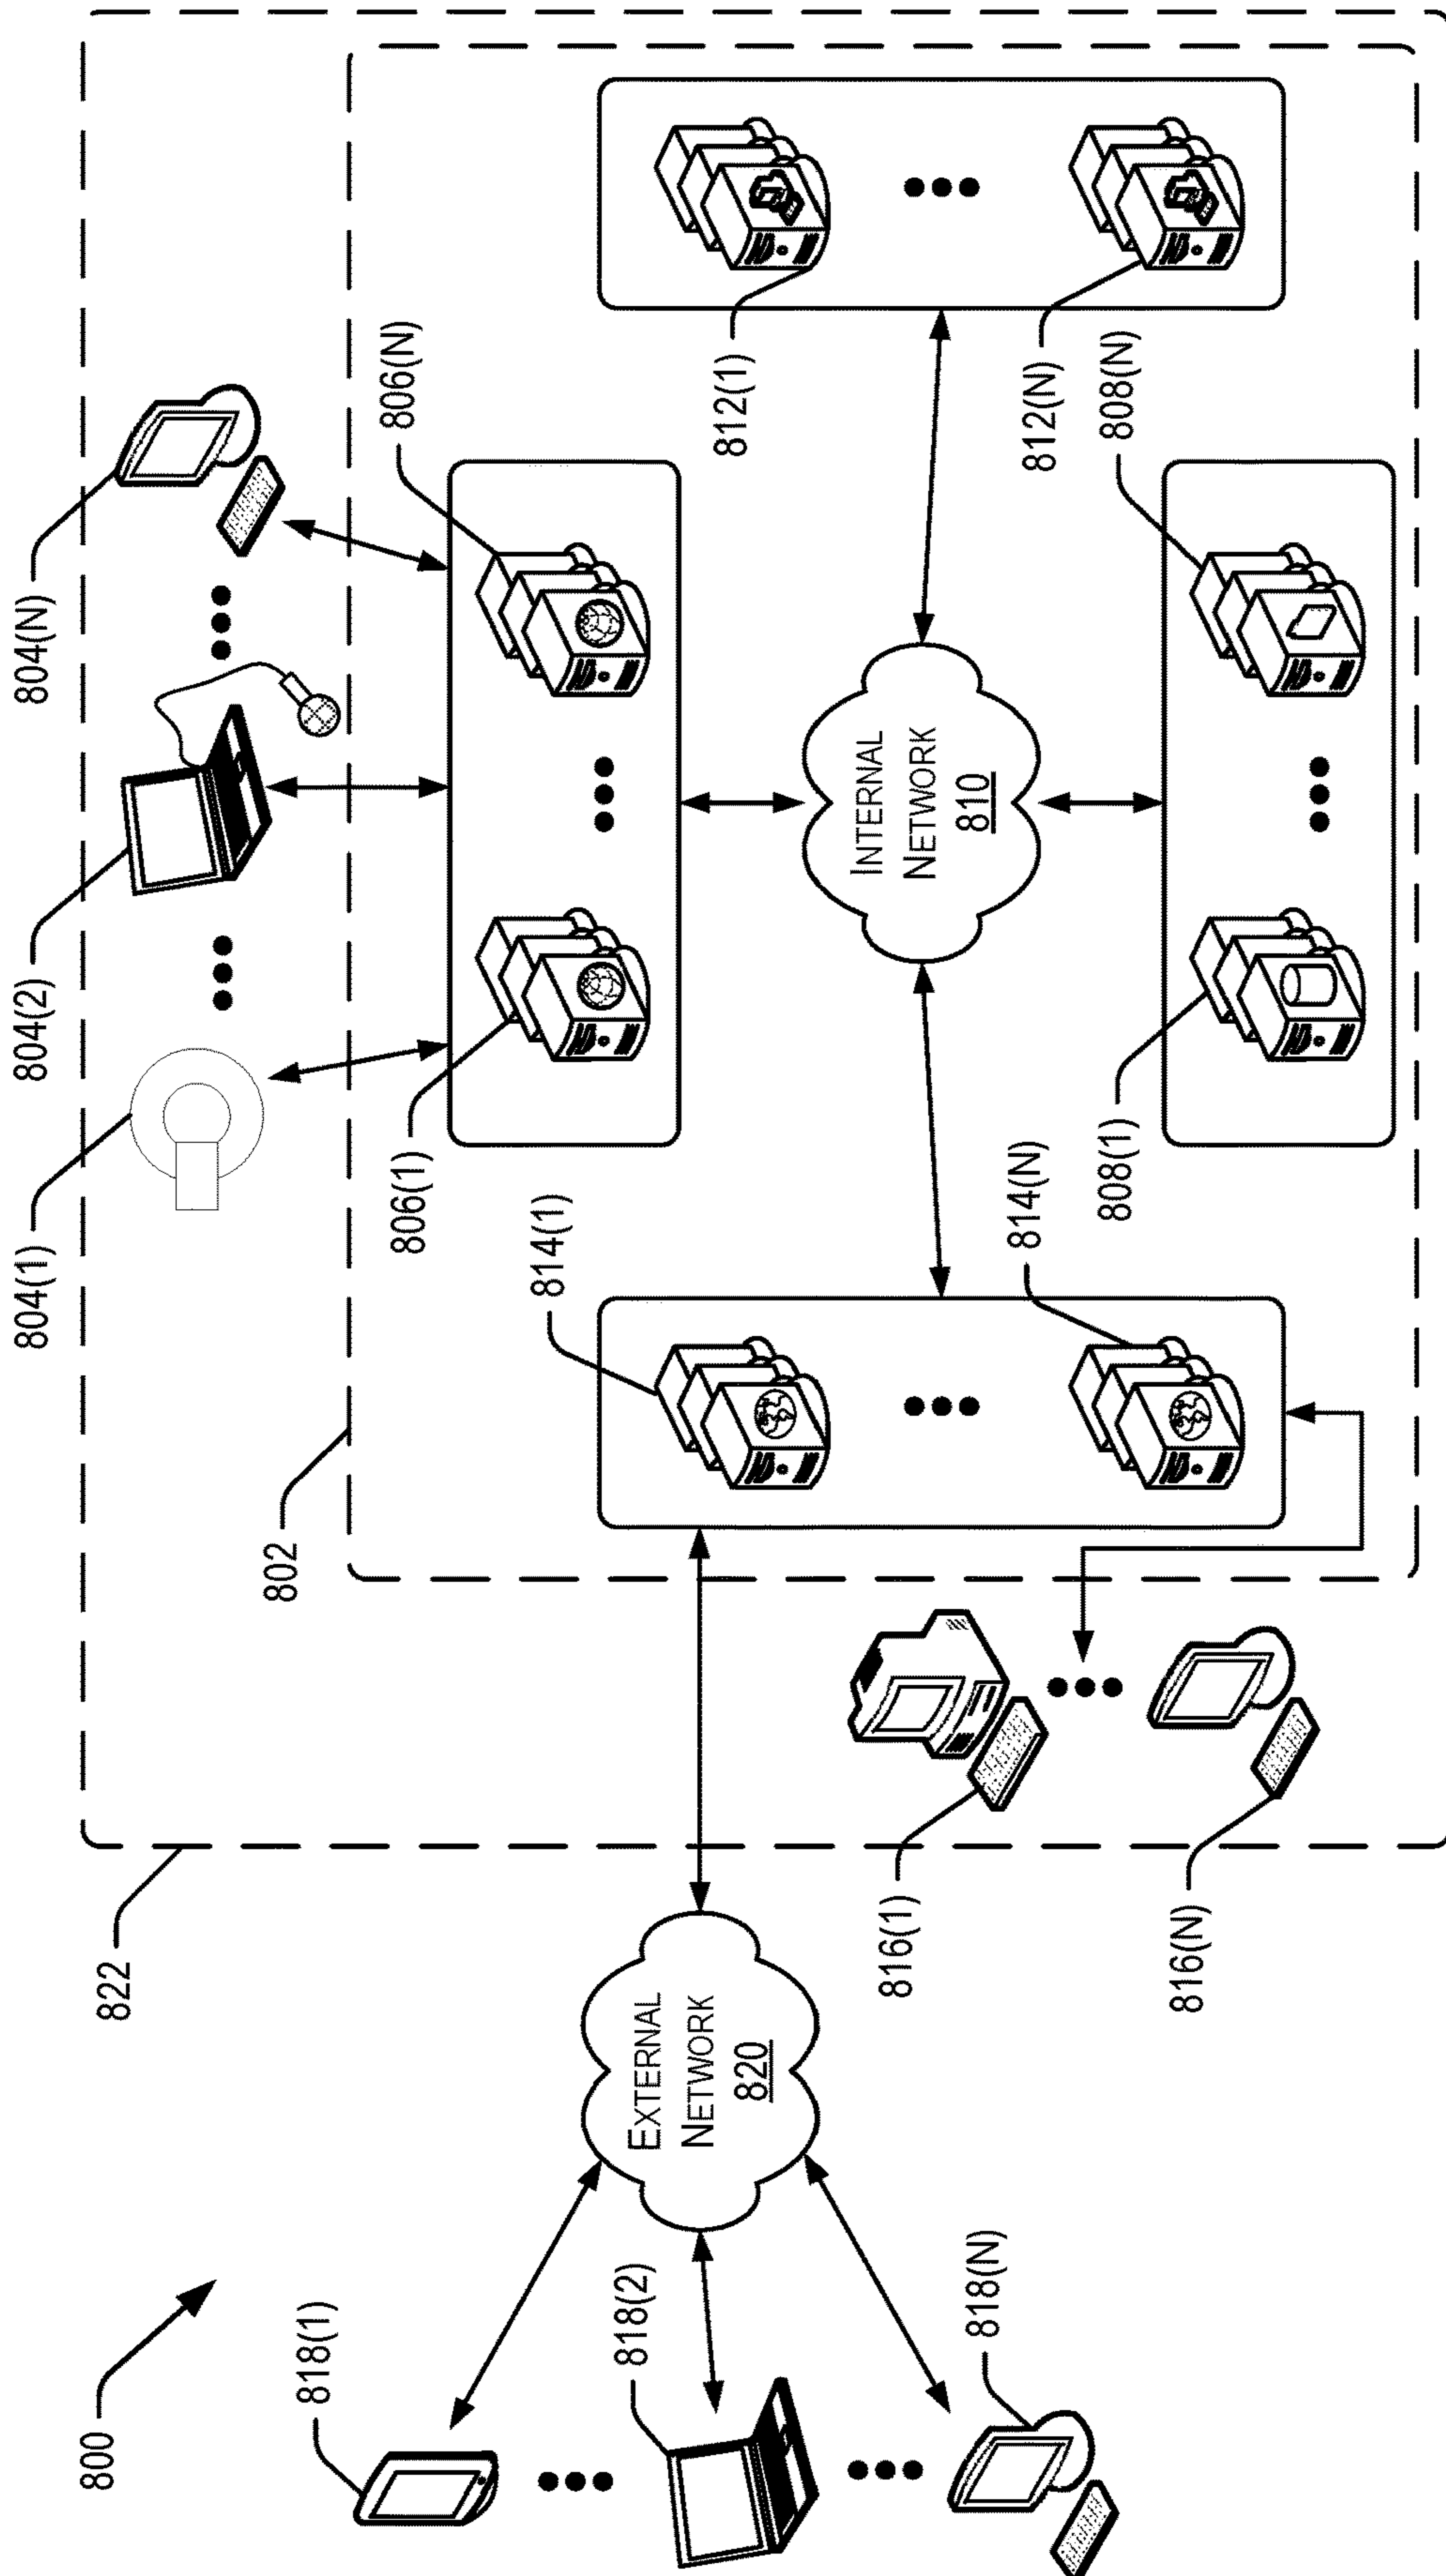 800
822
802
804(1)
804(2)
804(N)
806(1)
806(N)
814(1)
814(N)
812(1)
812(N)
808(1)
808(N)
INTERNAL
NETWORK
810
EXTERNAL
NETWORK
820
818(1)
818(2)
818(N)
816(1)
816(N)